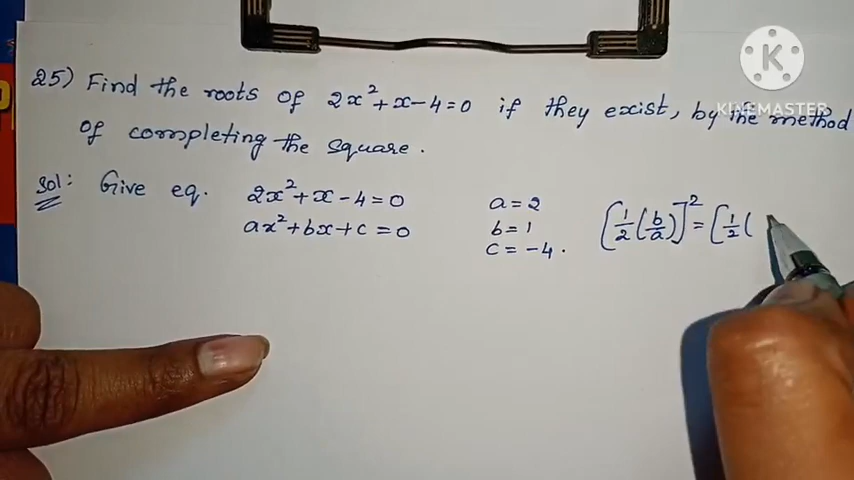 25) Find the roots of 2x²+x-4=0 if they exist, by the method
of completing the square.
Sol: Give eq. 2x²+x-4=0 a=2 [1/2(b/a)]²=[1/2(
ax²+bx+c=0 b=1
c=-4.
K
KINEMASTER